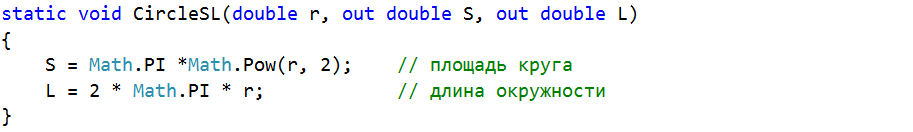 static void CircleSL(double r, out double S, out double L)
{
    S = Math.PI *Math.Pow(r, 2);    // площадь круга
    L = 2 * Math.PI * r;            // длина окружности
}